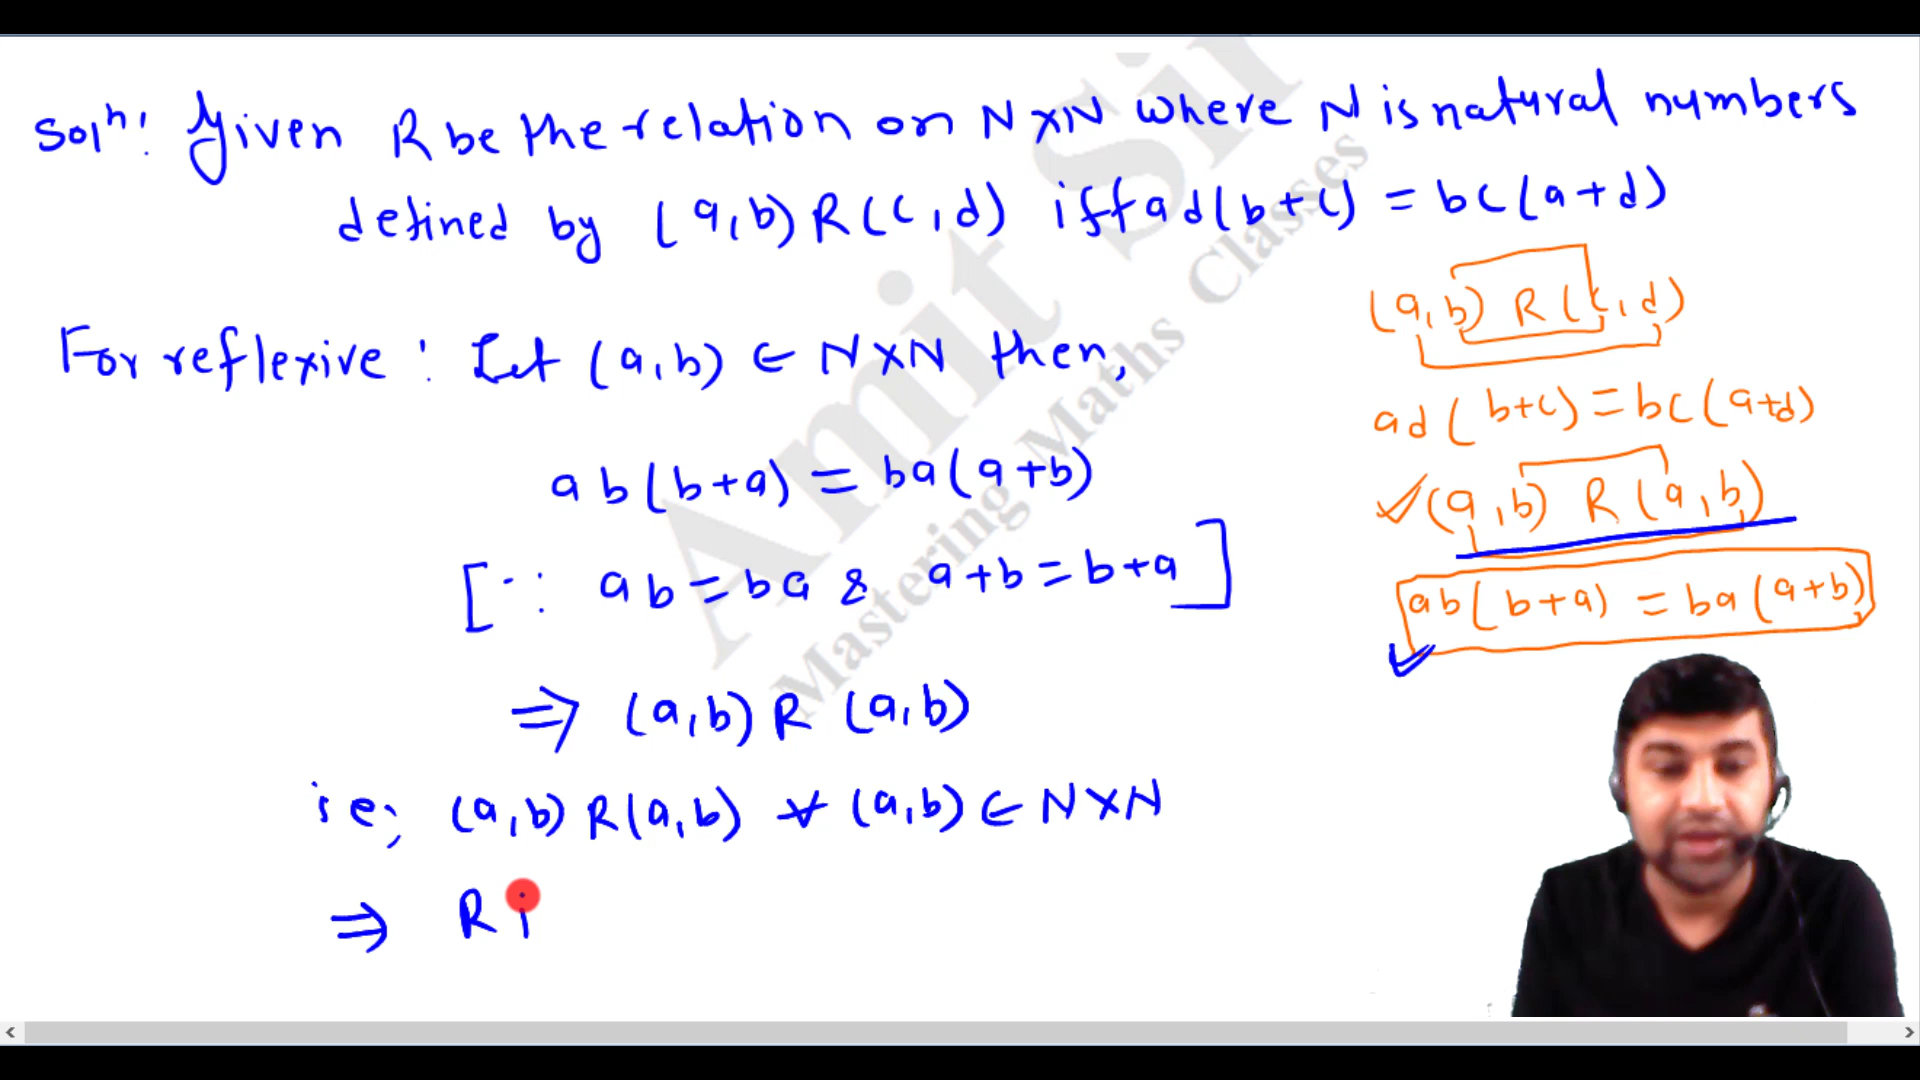 Solⁿ: Given R be the relation on N×N where N is natural numbers
defined by (a,b) R (c,d) iff ad(b+c) = bc(a+d)
For reflexive : Let (a,b) ∈ N×N then,
ab(b+a) = ba(a+b)
[∵ ab = ba & a+b = b+a]
⇒ (a,b) R (a,b)
ie; (a,b) R (a,b) ∀ (a,b) ∈ N×N
⇒ R i
(a,b) R (c,d)
ad(b+c) = bc(a+d)
✓(a,b) R (a,b)
ab(b+a) = ba(a+b)
✓
Amit Sir
Mastering Maths Classes